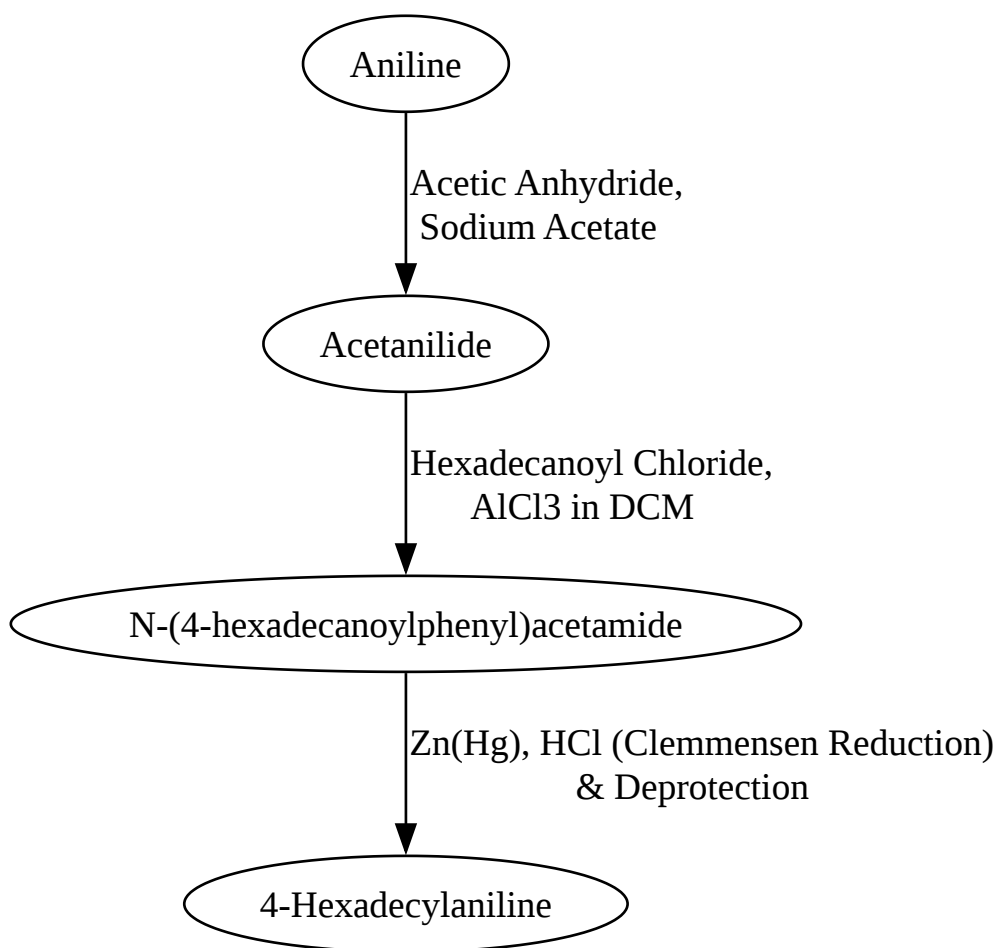 Aniline
Acetic Anhydride,
Sodium Acetate
Acetanilide
Hexadecanoyl Chloride,
AlCl3 in DCM
N-(4-hexadecanoylphenyl)acetamide
Zn(Hg), HCl (Clemmensen Reduction)
& Deprotection
4-Hexadecylaniline